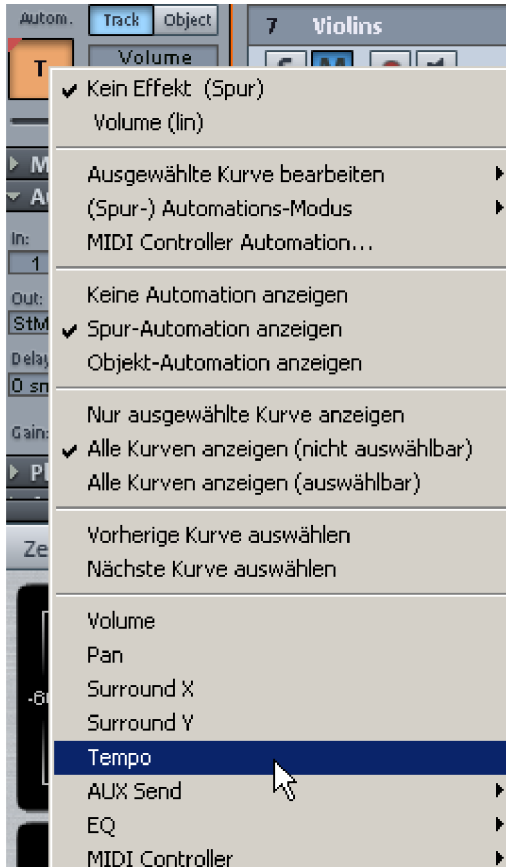 Autom. Track Object
7 Violins
T Volume
Kein Effekt (Spur)
Volume (lin)
Ausgewählte Kurve bearbeiten
(Spur-) Automations-Modus
MIDI Controller Automation...
In:
1
Keine Automation anzeigen
Out:
StM
Spur-Automation anzeigen
Delay
Objekt-Automation anzeigen
0 sm
Nur ausgewählte Kurve anzeigen
Gain:
Alle Kurven anzeigen (nicht auswählbar)
Alle Kurven anzeigen (auswählbar)
Vorherige Kurve auswählen
Ze
Nächste Kurve auswählen
Volume
Pan
Surround X
Surround Y
Tempo
AUX Send
EQ
MIDI Controller